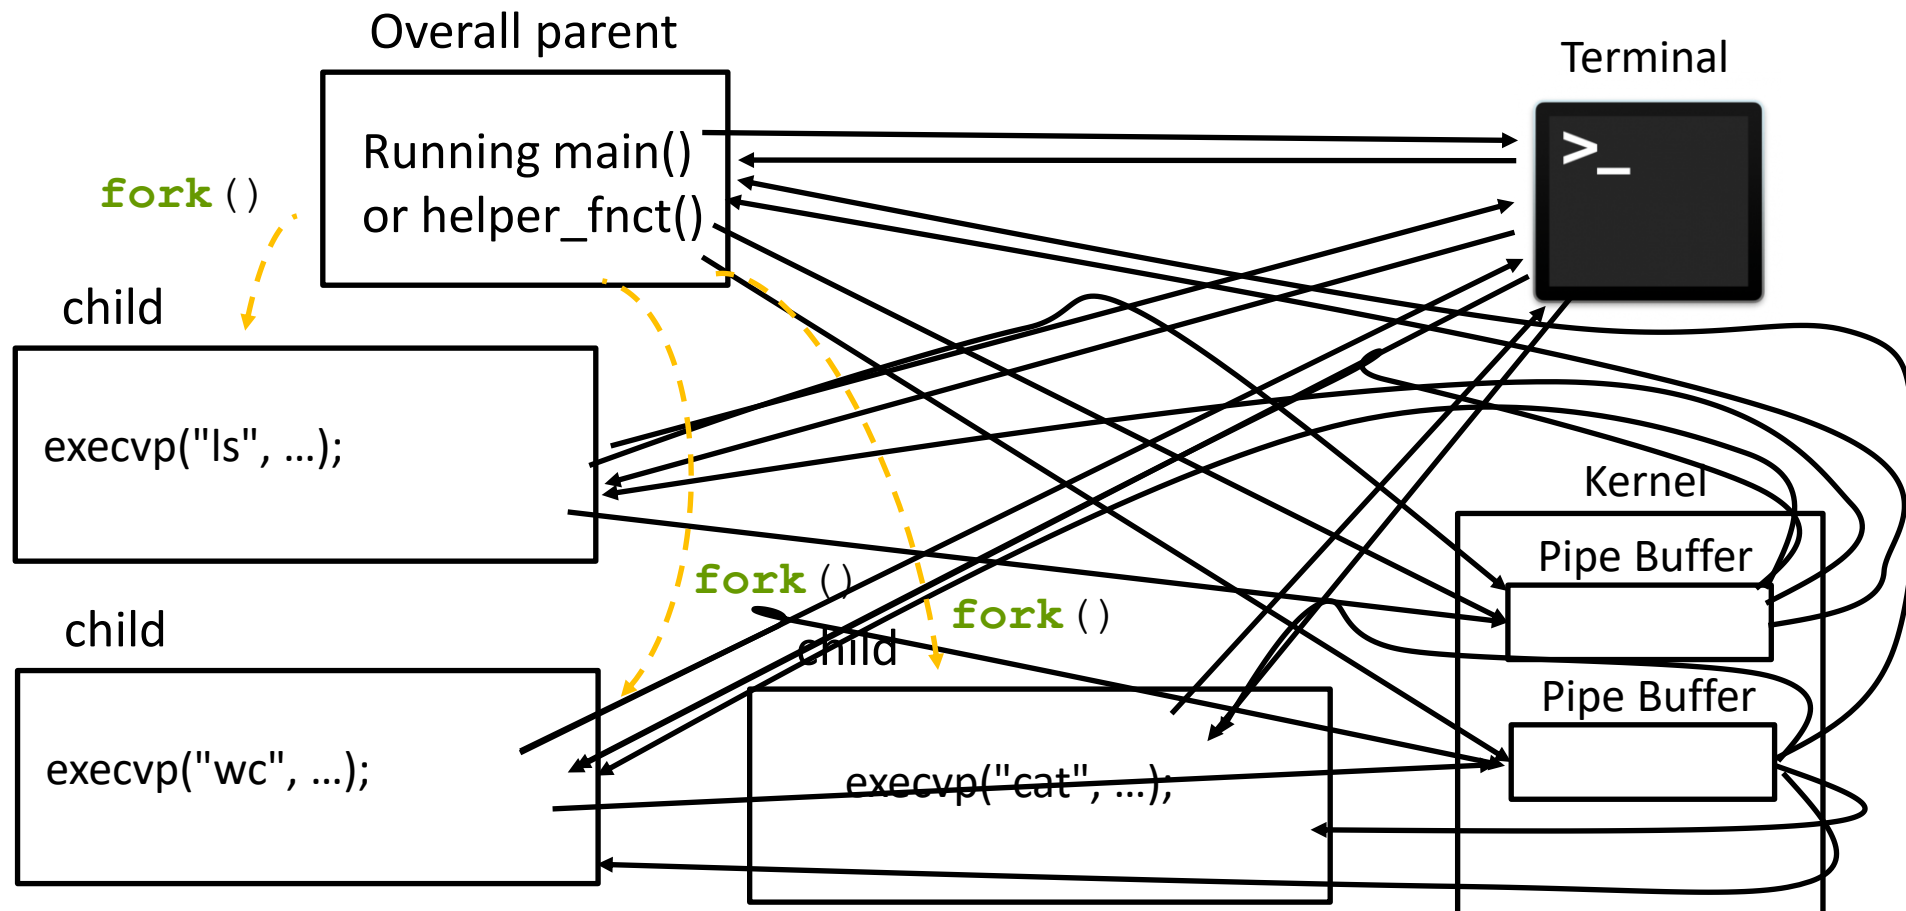 Overall parent
Terminal
Running main()
or helper_fnct()
>_
fork()
child
execvp("ls", ...);
Kernel
Pipe Buffer
fork()
fork()
child
child
Pipe Buffer
execvp("wc", ...);
execvp("cat", ...);